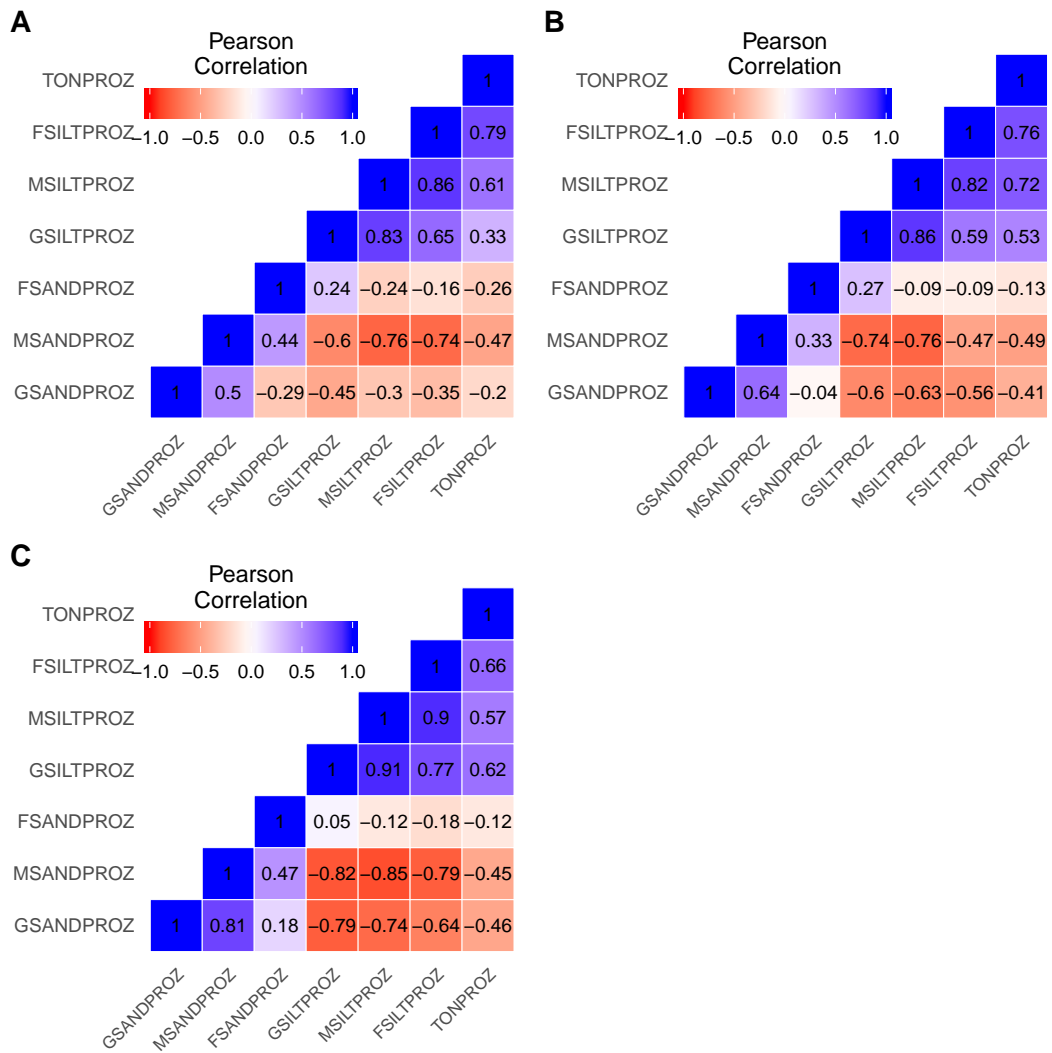 A
Pearson
Correlation
−1.0 −0.5 0.0 0.5 1.0
TONPROZ 1
FSILTPROZ 1 0.79
MSILTPROZ 1 0.86 0.61
GSILTPROZ 1 0.83 0.65 0.33
FSANDPROZ 1 0.24 −0.24 −0.16 −0.26
MSANDPROZ 1 0.44 −0.6 −0.76 −0.74 −0.47
GSANDPROZ 1 0.5 −0.29 −0.45 −0.3 −0.35 −0.2
GSANDPROZ MSANDPROZ FSANDPROZ GSILTPROZ MSILTPROZ FSILTPROZ TONPROZ
B
Pearson
Correlation
−1.0 −0.5 0.0 0.5 1.0
TONPROZ 1
FSILTPROZ 1 0.76
MSILTPROZ 1 0.82 0.72
GSILTPROZ 1 0.86 0.59 0.53
FSANDPROZ 1 0.27 −0.09 −0.09 −0.13
MSANDPROZ 1 0.33 −0.74 −0.76 −0.47 −0.49
GSANDPROZ 1 0.64 −0.04 −0.6 −0.63 −0.56 −0.41
GSANDPROZ MSANDPROZ FSANDPROZ GSILTPROZ MSILTPROZ FSILTPROZ TONPROZ
C
Pearson
Correlation
−1.0 −0.5 0.0 0.5 1.0
TONPROZ 1
FSILTPROZ 1 0.66
MSILTPROZ 1 0.9 0.57
GSILTPROZ 1 0.91 0.77 0.62
FSANDPROZ 1 0.05 −0.12 −0.18 −0.12
MSANDPROZ 1 0.47 −0.82 −0.85 −0.79 −0.45
GSANDPROZ 1 0.81 0.18 −0.79 −0.74 −0.64 −0.46
GSANDPROZ MSANDPROZ FSANDPROZ GSILTPROZ MSILTPROZ FSILTPROZ TONPROZ